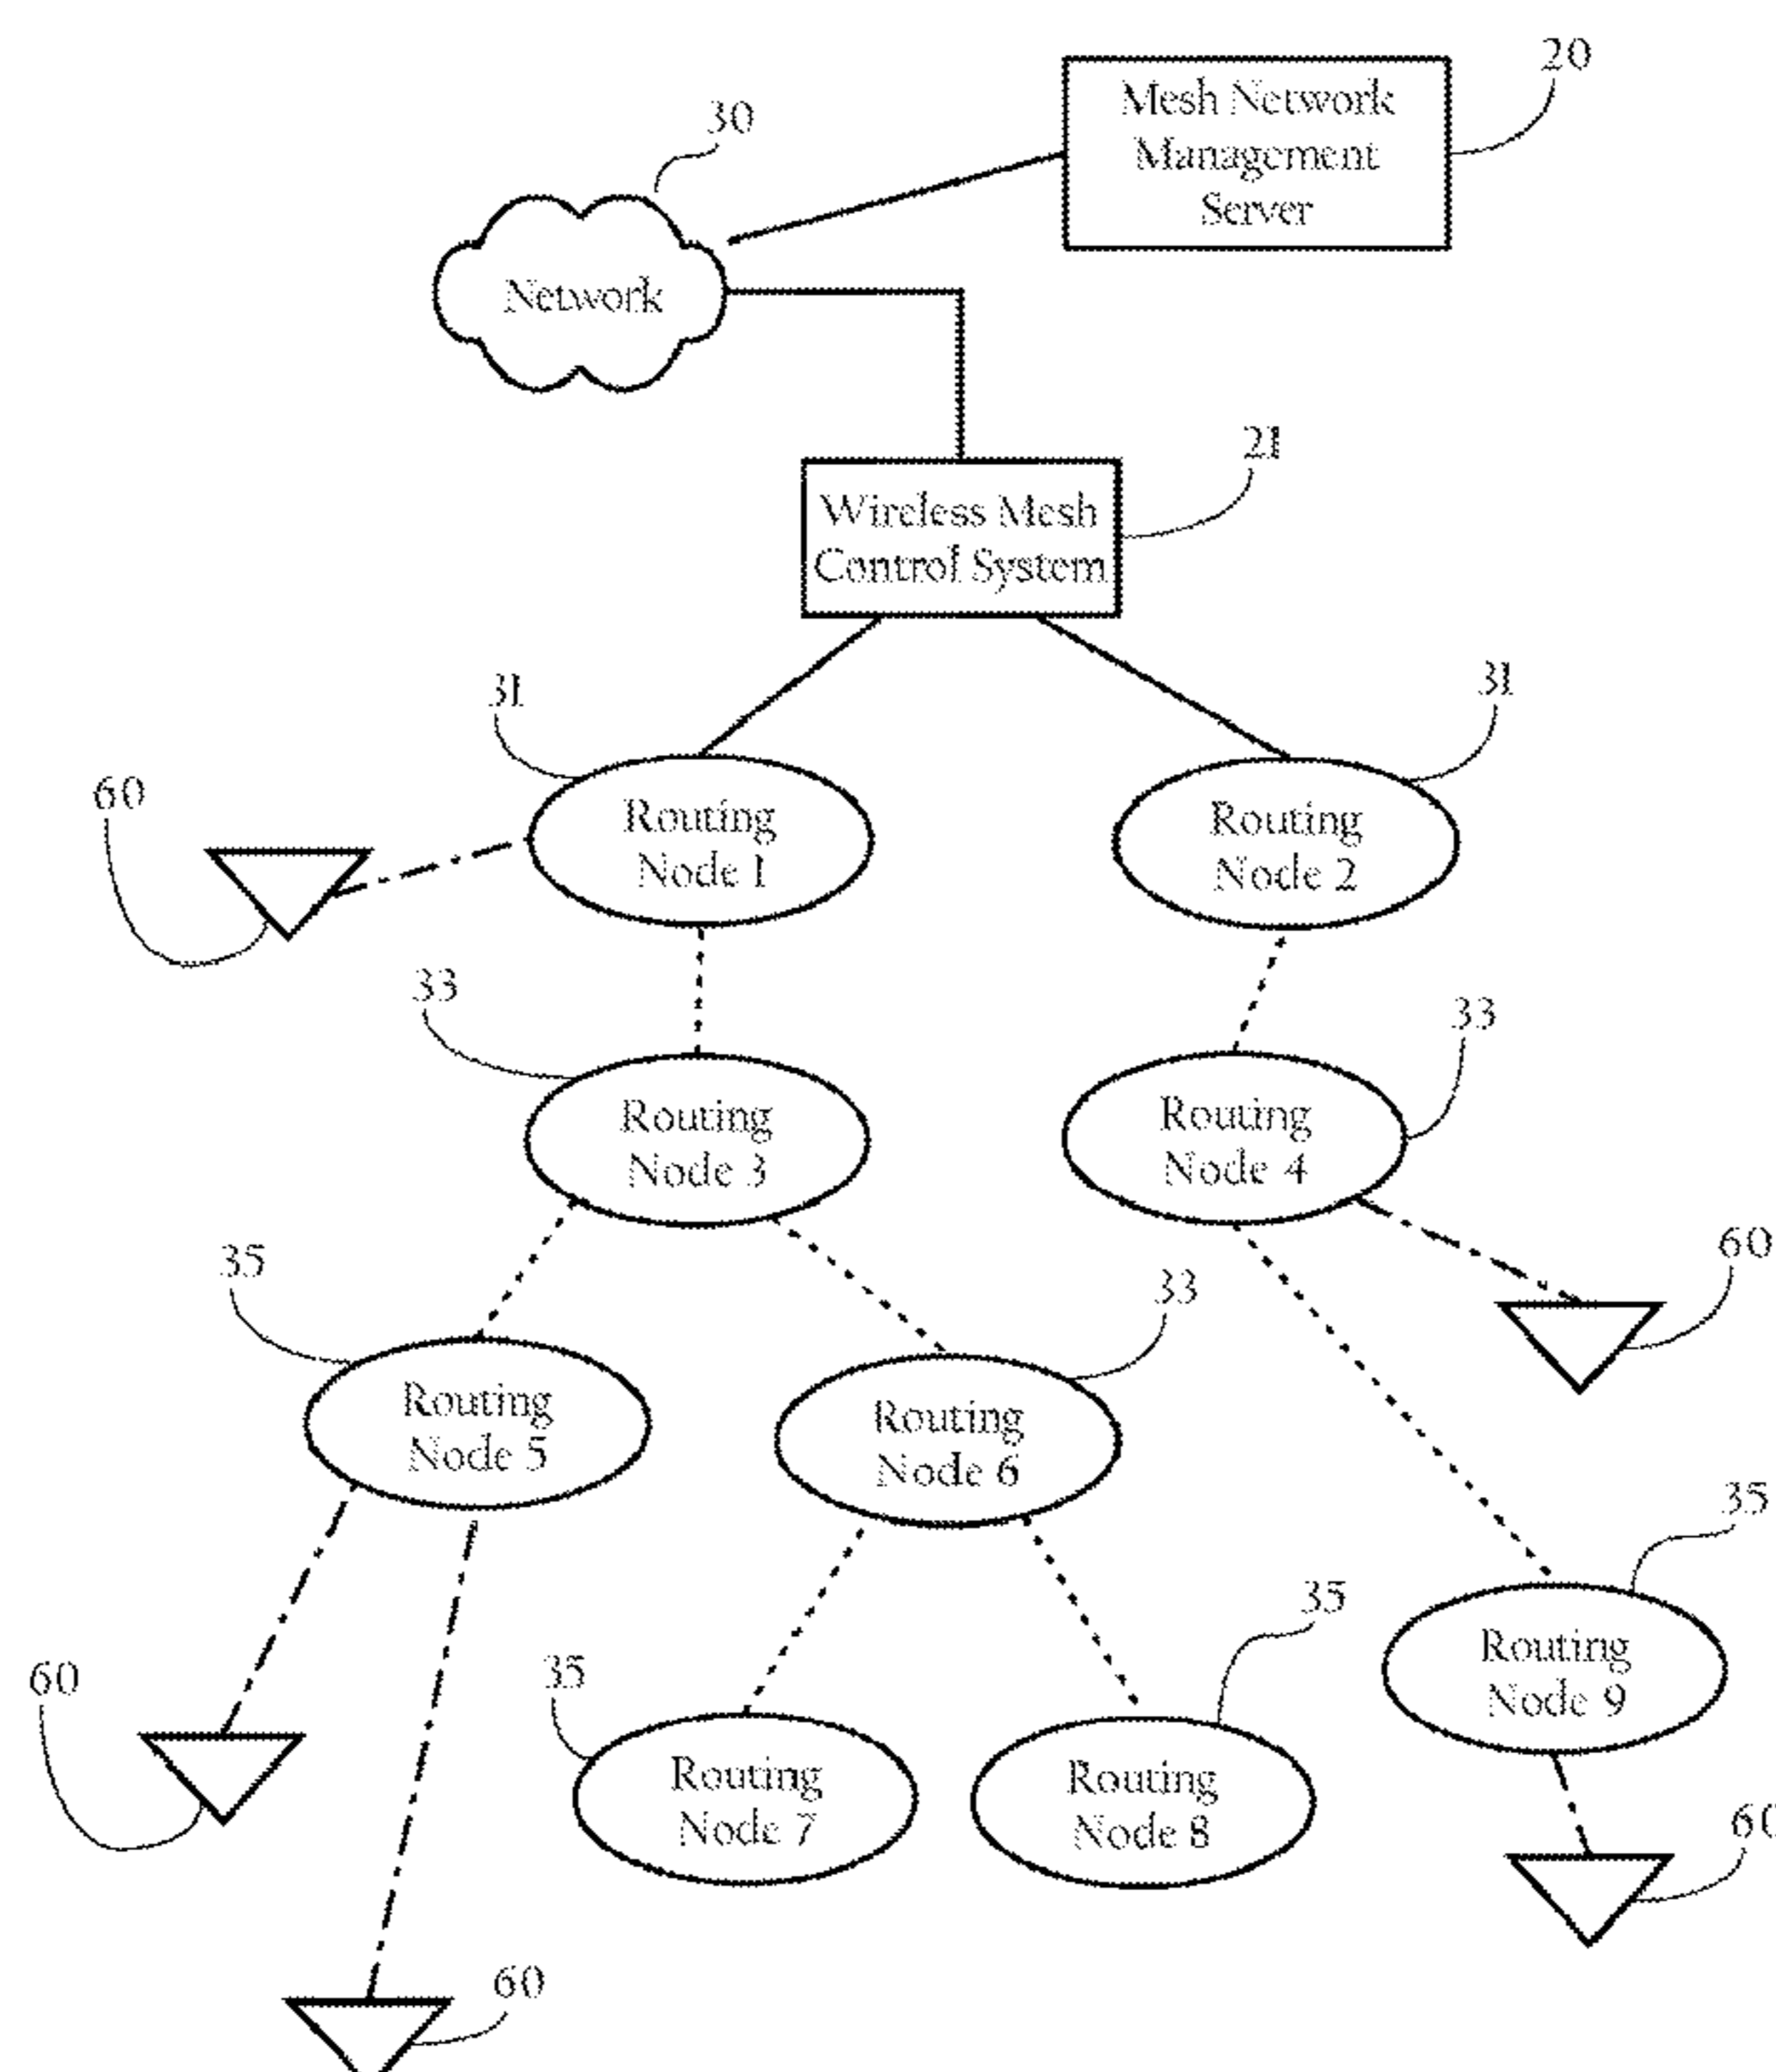 20
Mesh Network
Management
Server
30
Network
21
Wireless Mesh
Control System
31
31
60
Routing
Node 1
Routing
Node 2
33
33
Routing
Node 3
Routing
Node 4
60
35
33
Routing
Node 5
Routing
Node 6
35
35
60
35
Routing
Node 9
Routing
Node 7
Routing
Node 8
60
60